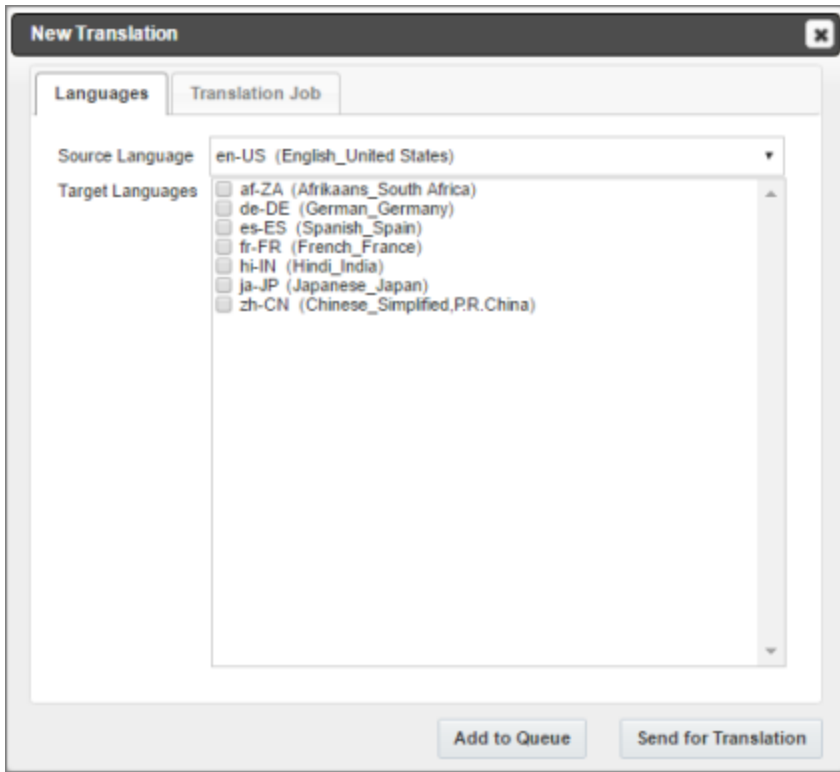 New Translation
Languages Translation Job
Source Language en-US (English_United States)
Target Languages af-ZA (Afrikaans_South Africa)
de-DE (German_Germany)
es-ES (Spanish_Spain)
fr-FR (French_France)
hi-IN (Hindi_India)
ja-JP (Japanese_Japan)
zh-CN (Chinese_Simplified,P.R.China)
Add to Queue Send for Translation